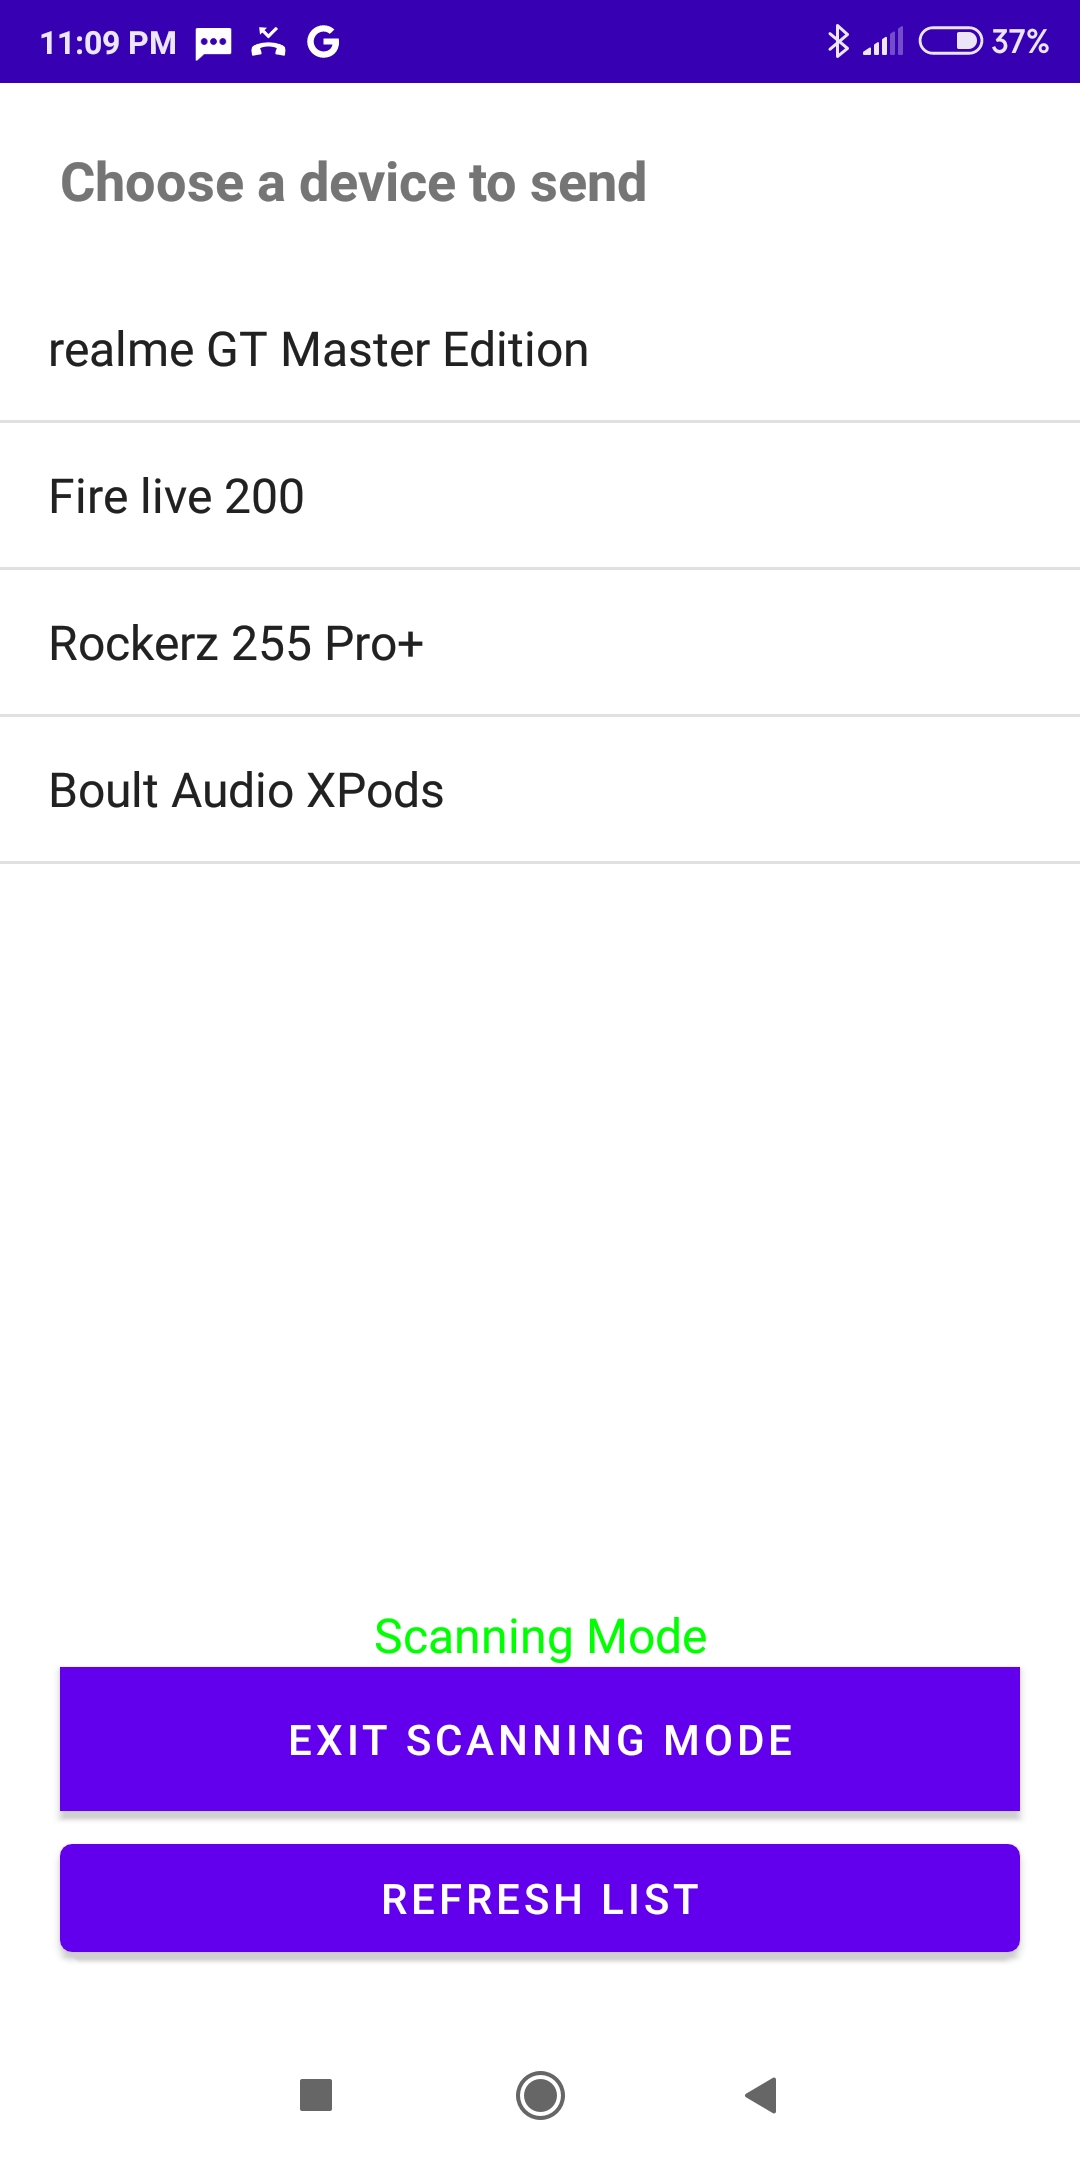 11:09 PM 37%
Choose a device to send
realme GT Master Edition
Fire live 200
Rockerz 255 Pro+
Boult Audio XPods
Scanning Mode
EXIT SCANNING MODE
REFRESH LIST